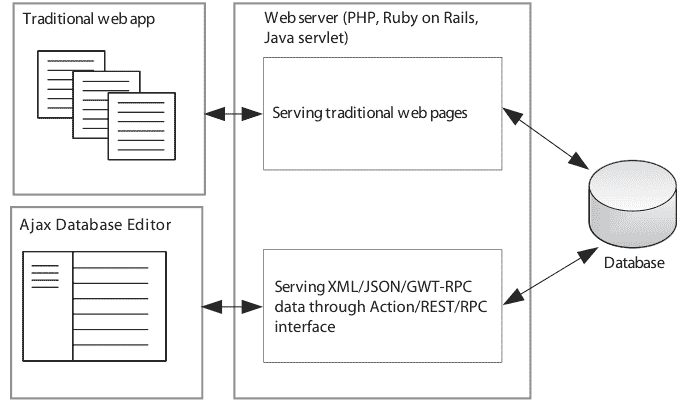 Traditional web app
Web server (PHP, Ruby on Rails,
Java servlet)
Serving traditional web pages
Ajax Database Editor
Serving XML/JSON/GWT-RPC
data through Action/REST/RPC
interface
Database